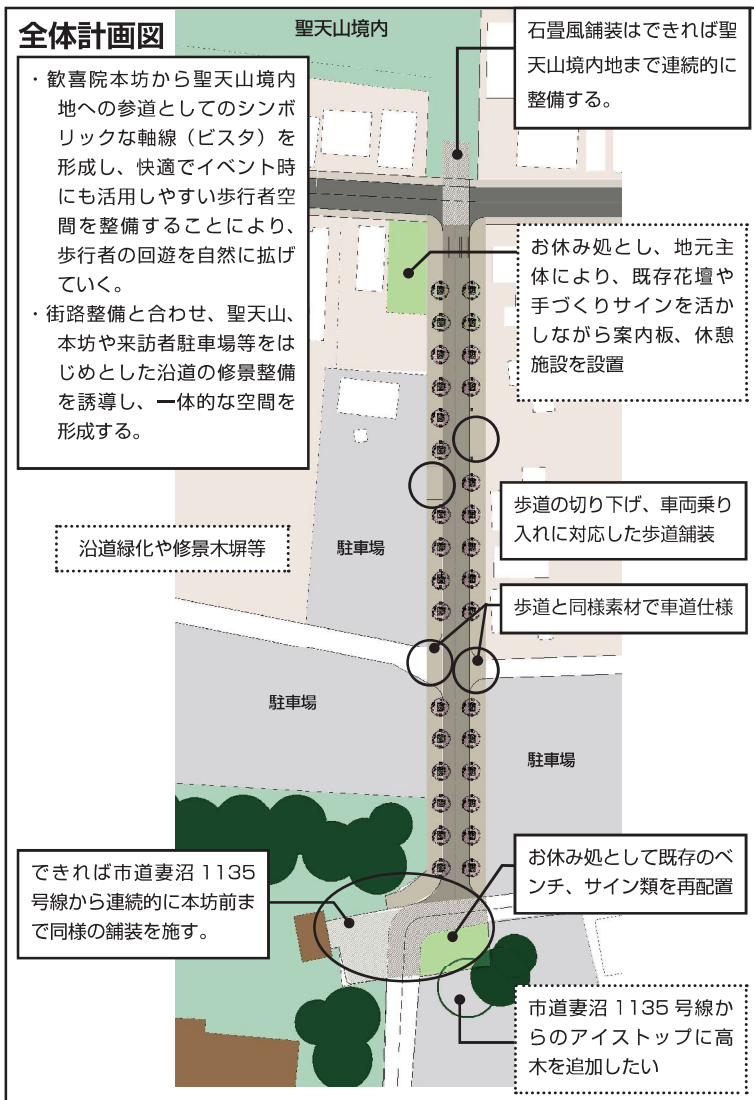 全体計画図
・歓喜院本坊から聖天山境内
地への参道としてのシンボ
リックな軸線（ビスタ）を
形成し、快適でイベント時
にも活用しやすい歩行者空
間を整備することにより、
歩行者の回遊を自然に拡げ
ていく。
・街路整備と合わせ、聖天山、
本坊や来訪者駐車場等をは
じめとした沿道の修景整備
を誘導し、一体的な空間を
形成する。
聖天山境内
石畳風舗装はできれば聖
天山境内地まで連続的に
整備する。
お休み処とし、地元主
体により、既存花壇や
手づくりサインを活か
しながら案内板、休憩
施設を設置
歩道の切り下げ、車両乗り
入れに対応した歩道舗装
沿道緑化や修景木塀等
駐車場
歩道と同様素材で車道仕様
駐車場
駐車場
できれば市道妻沼 1135
号線から連続的に本坊前ま
で同様の舗装を施す。
お休み処として既存のベ
ンチ、サイン類を再配置
市道妻沼 1135 号線か
らのアイストップに高
木を追加したい